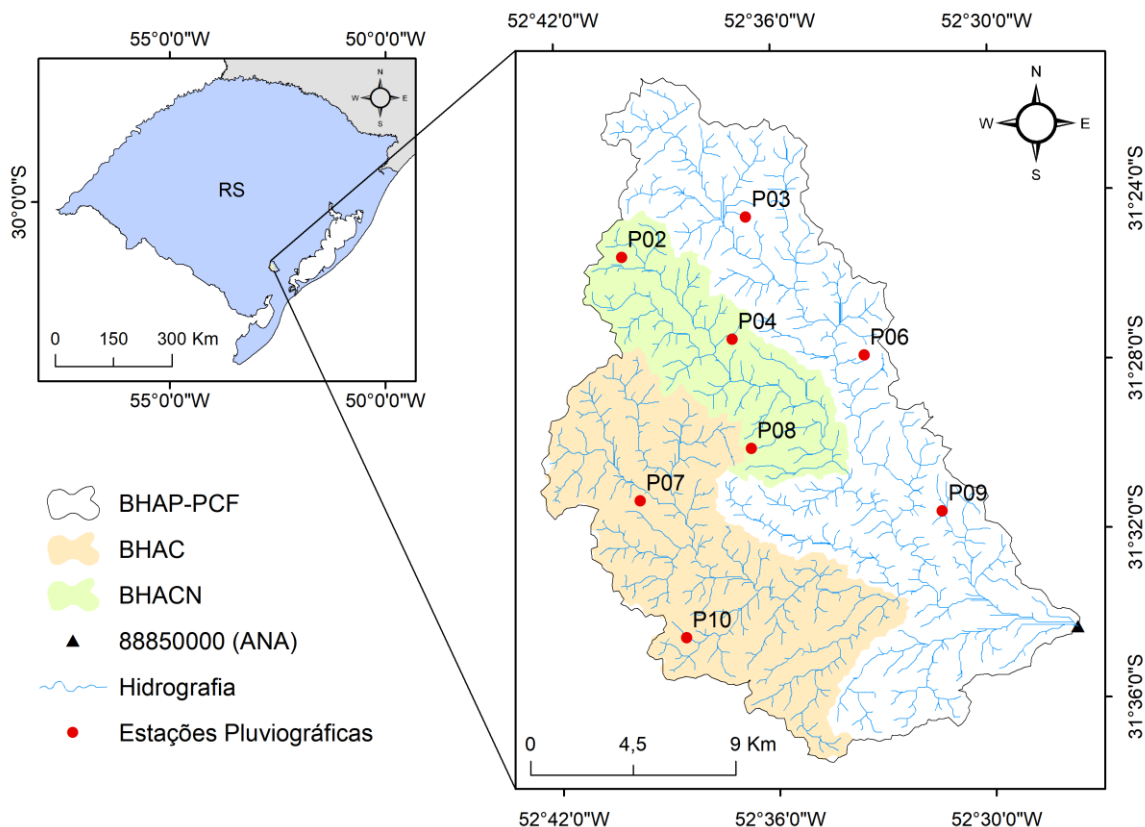 55°0'0"W
50°0'0"W
30°0'0"S
N
W
E
S
RS
0
150
300 Km
55°0'0"W
50°0'0"W
52°42'0"W
52°36'0"W
52°30'0"W
N
W
E
S
31°24'0"S
31°28'0"S
31°32'0"S
31°36'0"S
P03
P02
P04
P06
P08
P07
P09
P10
0
4,5
9 Km
52°42'0"W
52°36'0"W
52°30'0"W
BHAP-PCF
BHAC
BHACN
88850000 (ANA)
Hidrografia
Estações Pluviográficas